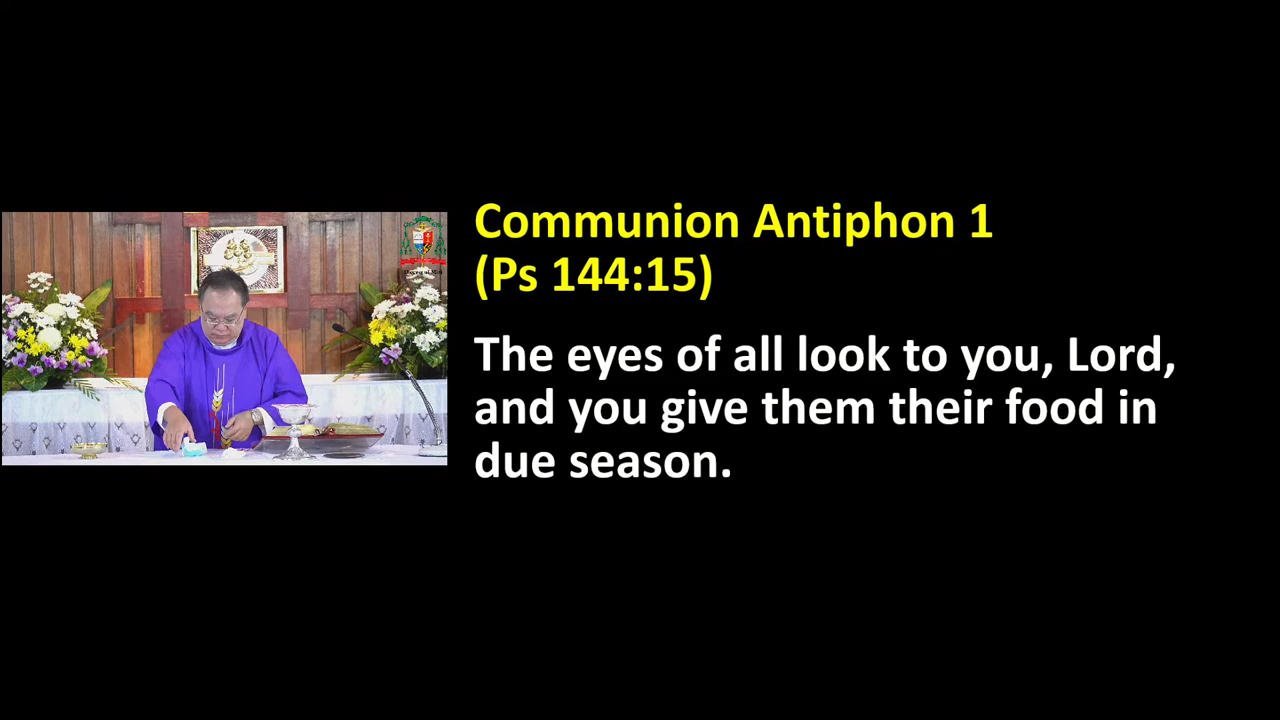 Communion Antiphon 1
(Ps 144:15)
The eyes of all look to you, Lord,
and you give them their food in
due season.